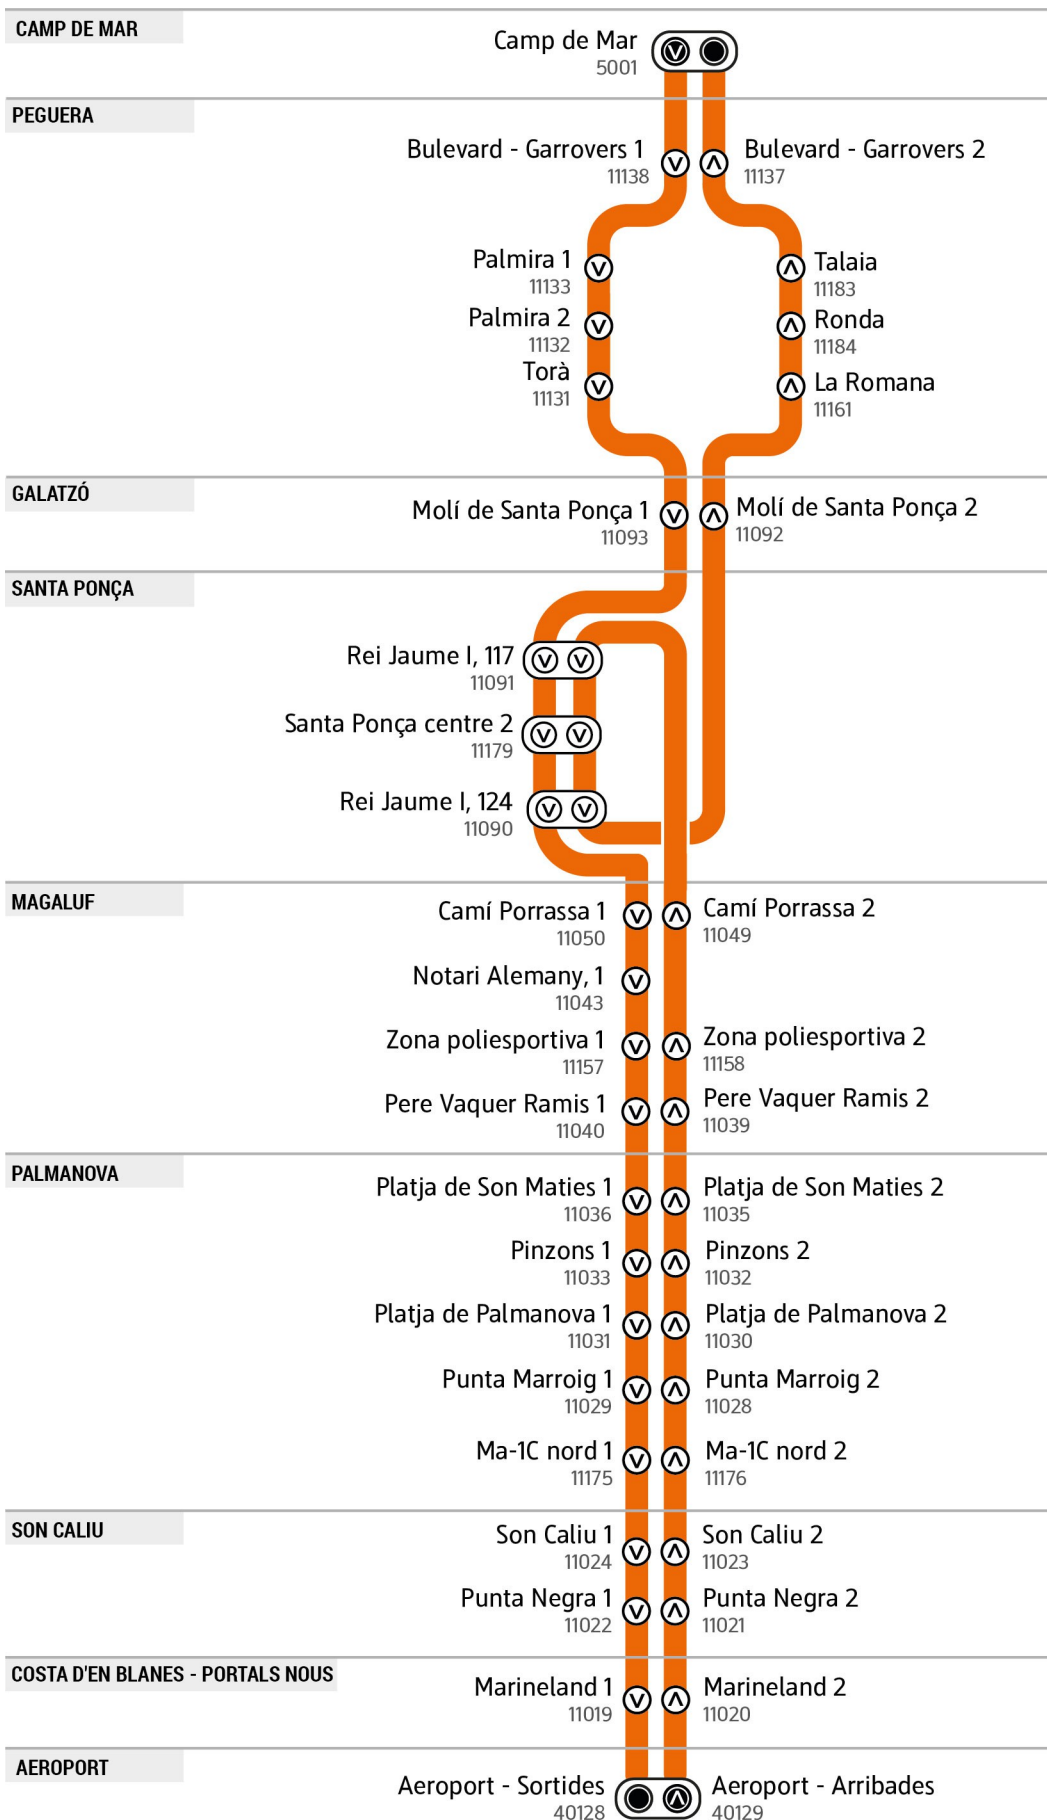 CAMP DE MAR
Camp de Mar
5001
PEGUERA
Bulevard - Garrovers 1
11138
Bulevard - Garrovers 2
11137
Palmira 1
11133
Talaia
11183
Palmira 2
11132
Ronda
11184
Torà
11131
La Romana
11161
GALATZÓ
Molí de Santa Ponça 1
11093
Molí de Santa Ponça 2
11092
SANTA PONÇA
Rei Jaume I, 117
11091
Santa Ponça centre 2
11179
Rei Jaume I, 124
11090
MAGALUF
Camí Porrassa 1
11050
Camí Porrassa 2
11049
Notari Alemany, 1
11043
Zona poliesportiva 1
11157
Zona poliesportiva 2
11158
Pere Vaquer Ramis 1
11040
Pere Vaquer Ramis 2
11039
PALMANOVA
Platja de Son Maties 1
11036
Platja de Son Maties 2
11035
Pinzons 1
11033
Pinzons 2
11032
Platja de Palmanova 1
11031
Platja de Palmanova 2
11030
Punta Marroig 1
11029
Punta Marroig 2
11028
Ma-1C nord 1
11175
Ma-1C nord 2
11176
SON CALIU
Son Caliu 1
11024
Son Caliu 2
11023
Punta Negra 1
11022
Punta Negra 2
11021
COSTA D'EN BLANES - PORTALS NOUS
Marineland 1
11019
Marineland 2
11020
AEROPORT
Aeroport - Sortides
40128
Aeroport - Arribades
40129